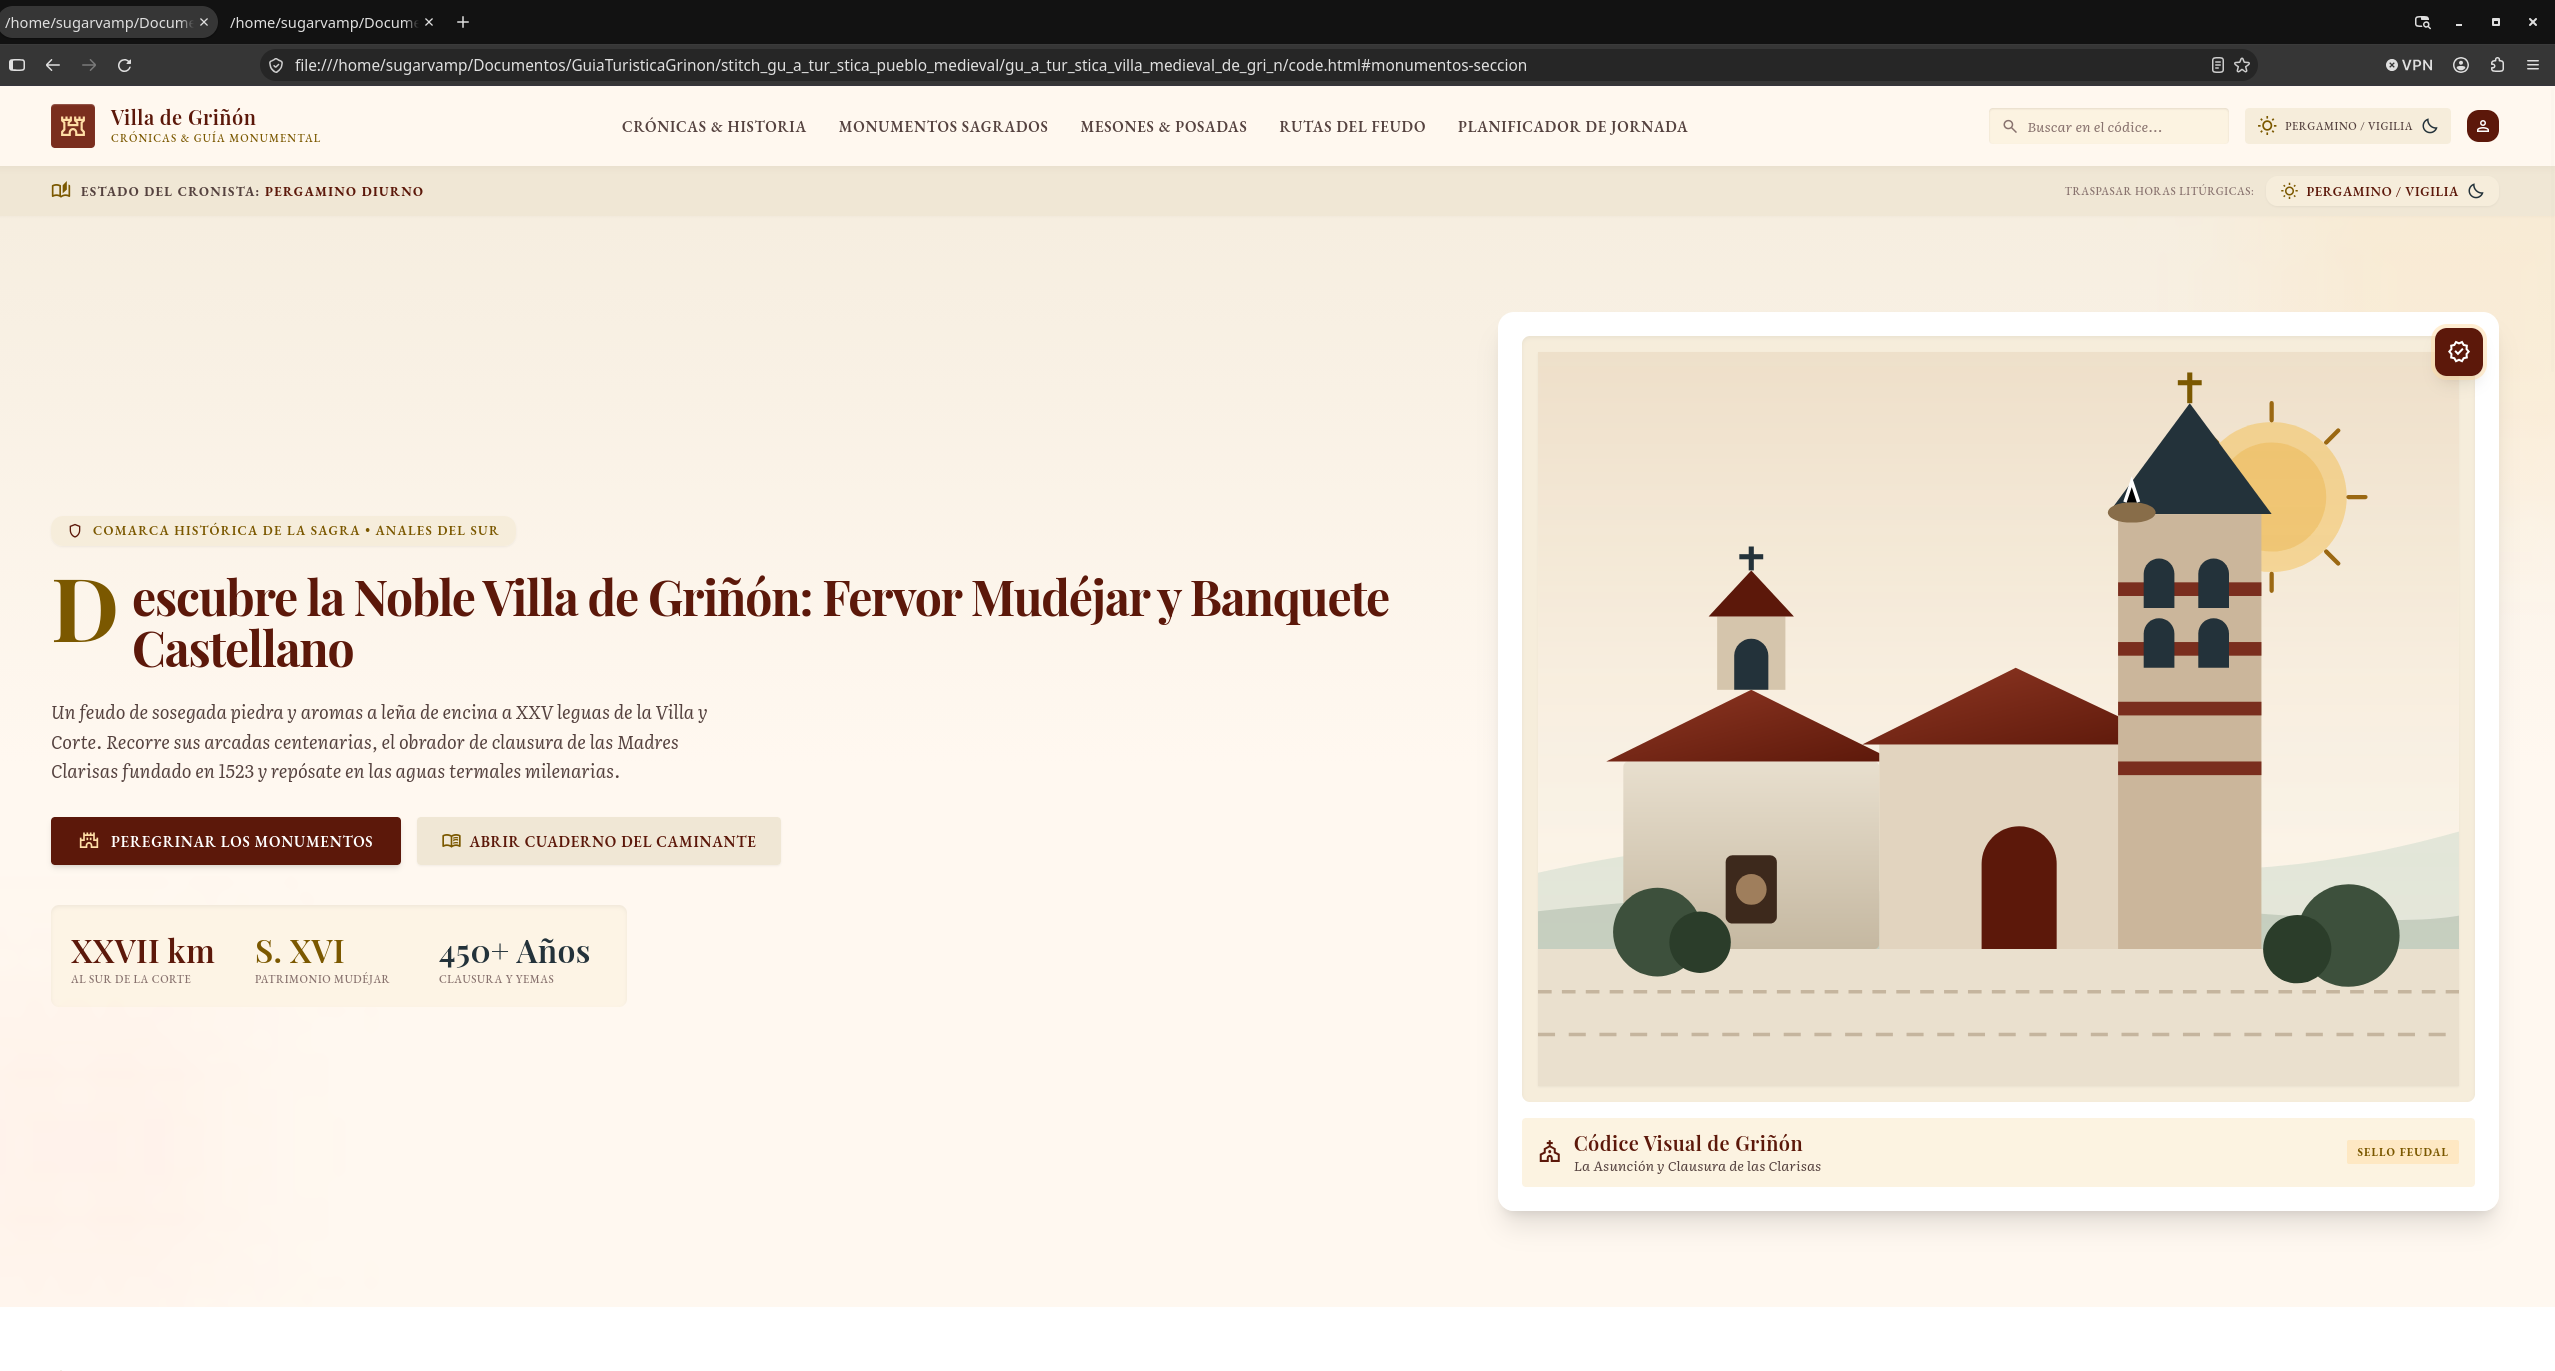 /home/sugarvamp/Docume
/home/sugarvamp/Docume
file:///home/sugarvamp/Documentos/GuiaTuristicaGrinon/stitch_gu_a_tur_stica_pueblo_medieval/gu_a_tur_stica_villa_medieval_de_gri_n/code.html#monumentos-seccion
VPN
Villa de Griñón
CRÓNICAS & GUÍA MONUMENTAL
CRÓNICAS & HISTORIA
MONUMENTOS SAGRADOS
MESONES & POSADAS
RUTAS DEL FEUDO
PLANIFICADOR DE JORNADA
Buscar en el códice...
PERGAMINO / VIGILIA
ESTADO DEL CRONISTA: PERGAMINO DIURNO
TRASPASAR HORAS LITÚRGICAS:
PERGAMINO / VIGILIA
COMARCA HISTÓRICA DE LA SAGRA • ANALES DEL SUR
Descubre la Noble Villa de Griñón: Fervor Mudéjar y Banquete
Castellano
Un feudo de sosegada piedra y aromas a leña de encina a XXV leguas de la Villa y
Corte. Recorre sus arcadas centenarias, el obrador de clausura de las Madres
Clarisas fundado en 1523 y repósate en las aguas termales milenarias.
PEREGRINAR LOS MONUMENTOS
ABRIR CUADERNO DEL CAMINANTE
XXVII km
AL SUR DE LA CORTE
S. XVI
PATRIMONIO MUDÉJAR
450+ Años
CLAUSURA Y YEMAS
Códice Visual de Griñón
La Asunción y Clausura de las Clarisas
SELLO FEUDAL